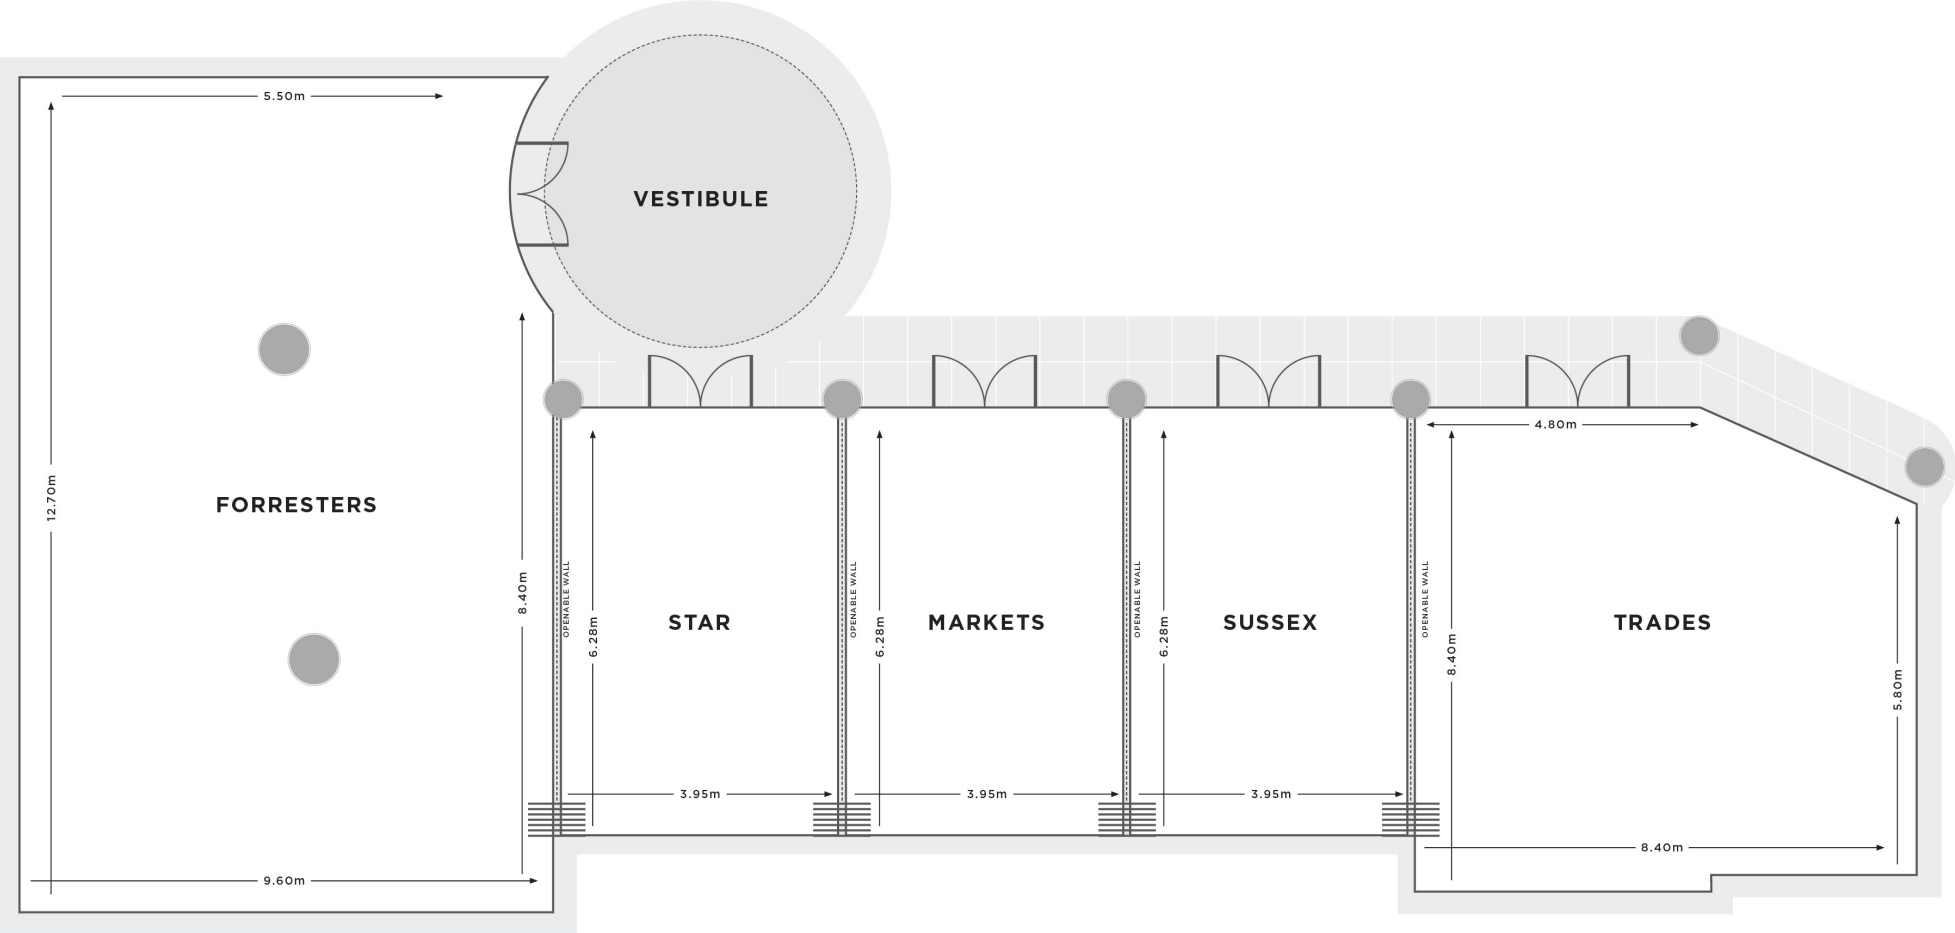 5.50m
VESTIBULE
4.80m
12.70m
FORRESTERS
8.40m
OPENABLE WALL
6.28m
STAR
OPENABLE WALL
6.28m
MARKETS
OPENABLE WALL
6.28m
SUSSEX
OPENABLE WALL
8.40m
TRADES
5.80m
3.95m
3.95m
3.95m
8.40m
9.60m